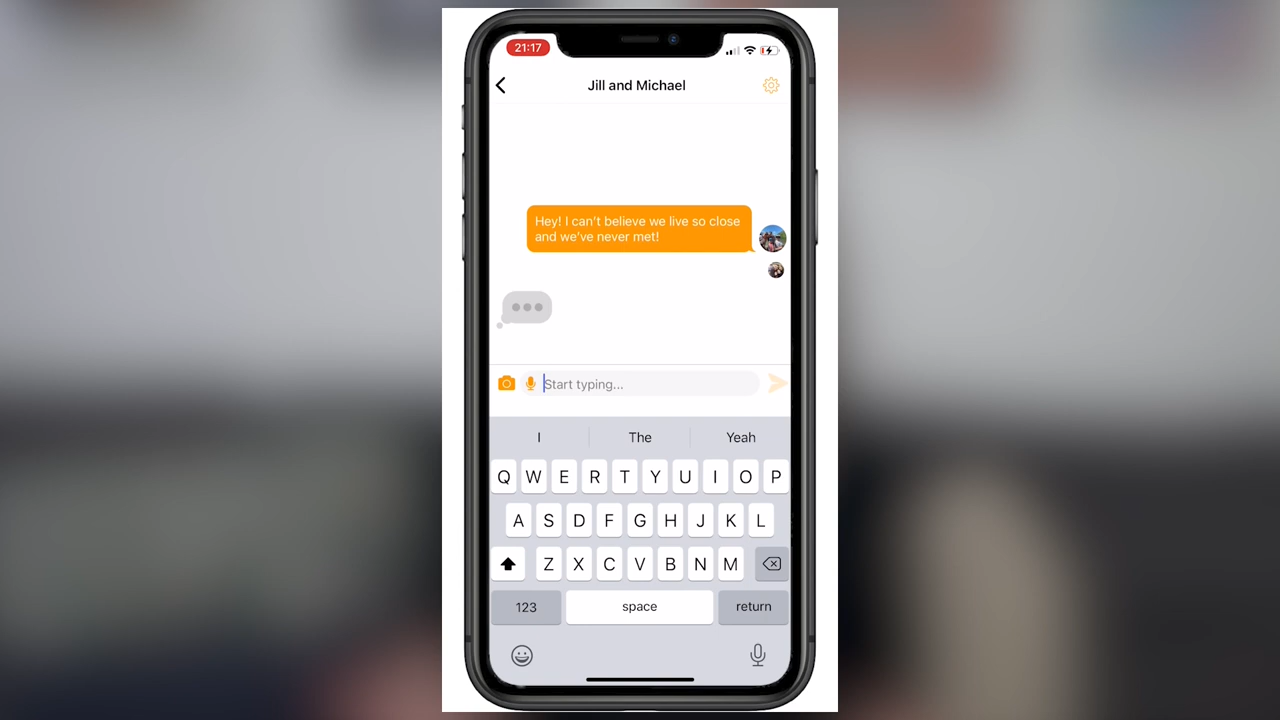 21:17
Jill and Michael
Hey! I can't believe we live so close
and we've never met!
Start typing...
I The Yeah
Q W E R T Y U I O P
A S D F G H J K L
Z X C V B N M
123 space return